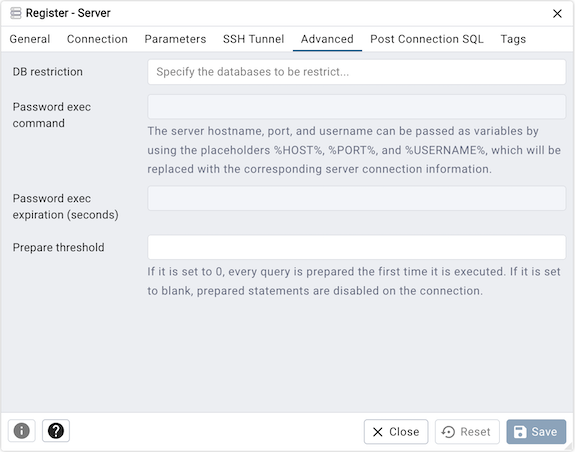 Register - Server
General Connection Parameters SSH Tunnel Advanced Post Connection SQL Tags
DB restriction
Specify the databases to be restrict...
Password exec
command
The server hostname, port, and username can be passed as variables by
using the placeholders %HOST%, %PORT%, and %USERNAME%, which will be
replaced with the corresponding server connection information.
Password exec
expiration (seconds)
Prepare threshold
If it is set to 0, every query is prepared the first time it is executed. If it is set
to blank, prepared statements are disabled on the connection.
Close Reset Save